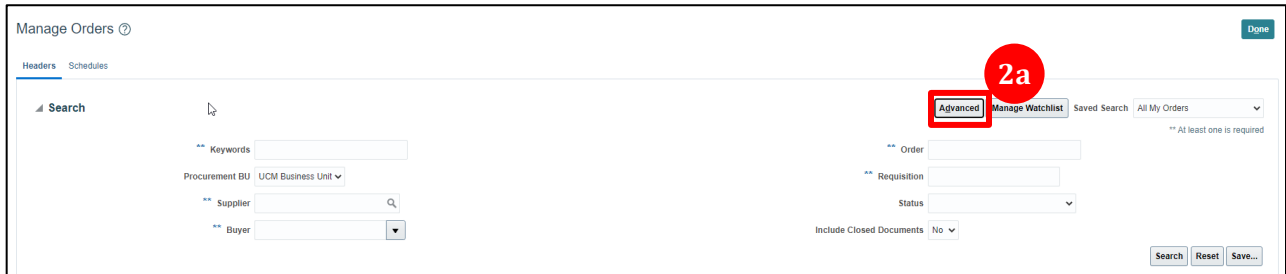 Manage Orders ?
Done
Headers Schedules
2a
Search
Advanced Manage Watchlist Saved Search All My Orders
** At least one is required
** Keywords
** Order
Procurement BU UCM Business Unit
** Requisition
** Supplier
Status
** Buyer
Include Closed Documents No
Search Reset Save...